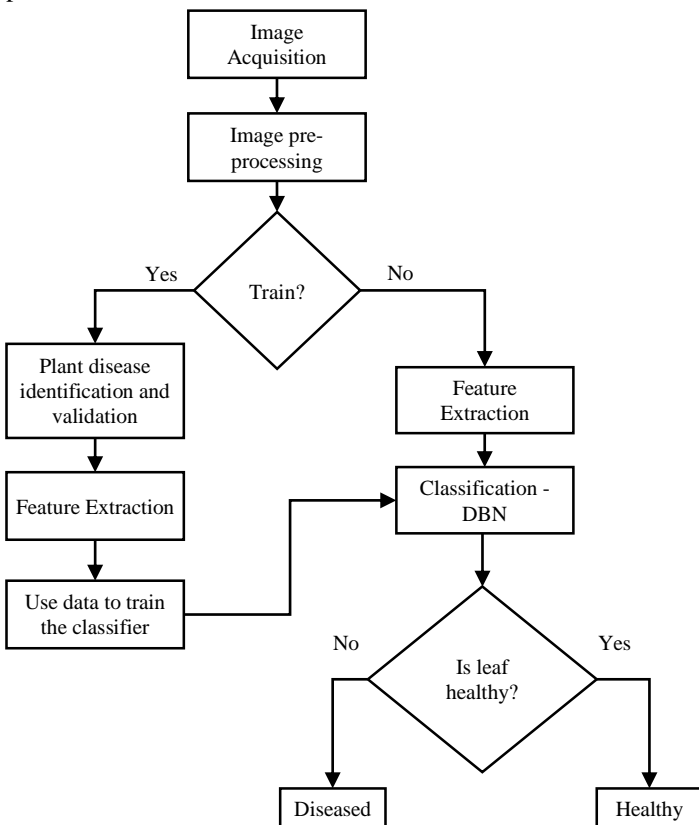 Image
Acquisition
Image pre-
processing
Train?
Yes
No
Plant disease
identification and
validation
Feature Extraction
Use data to train
the classifier
Feature
Extraction
Classification -
DBN
Is leaf
healthy?
No
Yes
Diseased
Healthy